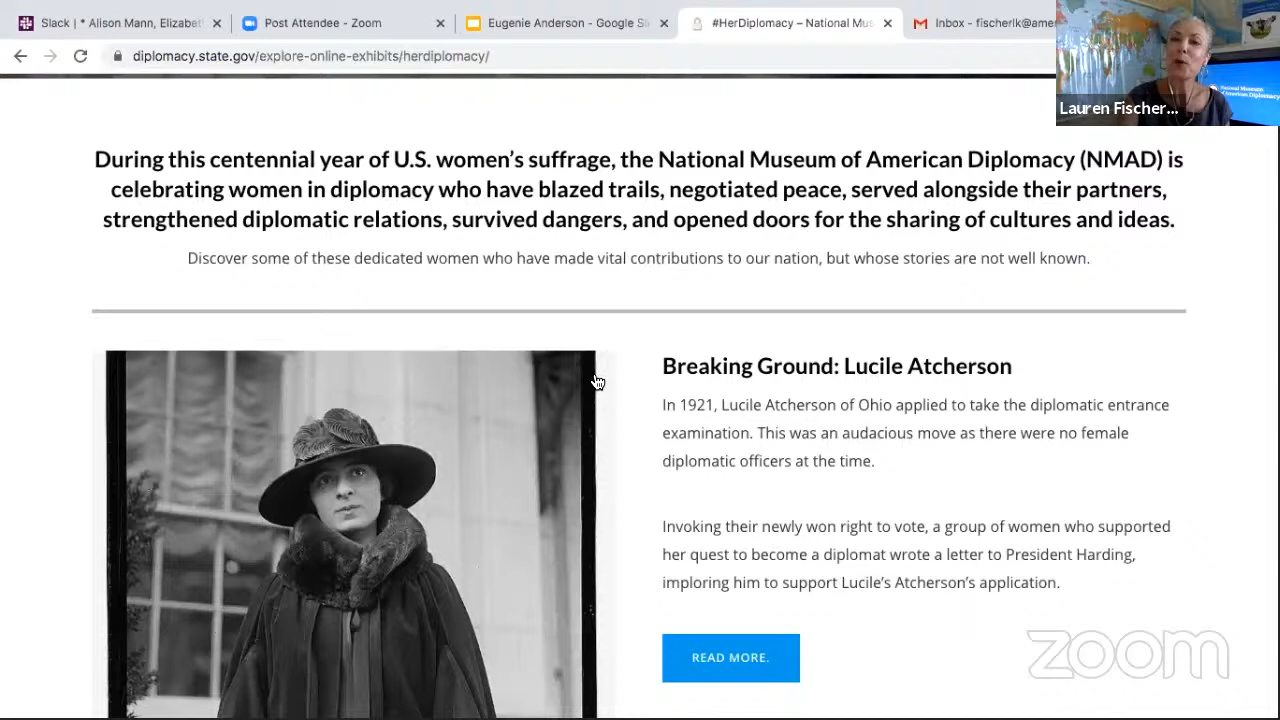 Slack | * Alison Mann, Elizabet
Post Attendee - Zoom
Eugenie Anderson - Google Sli
#HerDiplomacy – National Mus
Inbox - fischerlk@ame
diplomacy.state.gov/explore-online-exhibits/herdiplomacy/
National Museum
of American Diplomacy
Lauren Fischer...
During this centennial year of U.S. women's suffrage, the National Museum of American Diplomacy (NMAD) is
celebrating women in diplomacy who have blazed trails, negotiated peace, served alongside their partners,
strengthened diplomatic relations, survived dangers, and opened doors for the sharing of cultures and ideas.
Discover some of these dedicated women who have made vital contributions to our nation, but whose stories are not well known.
Breaking Ground: Lucile Atcherson
In 1921, Lucile Atcherson of Ohio applied to take the diplomatic entrance
examination. This was an audacious move as there were no female
diplomatic officers at the time.
Invoking their newly won right to vote, a group of women who supported
her quest to become a diplomat wrote a letter to President Harding,
imploring him to support Lucile's Atcherson's application.
READ MORE.
zoom